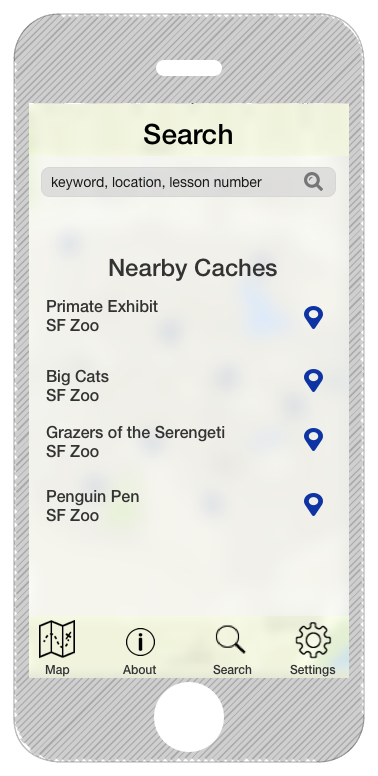 Search
keyword, location, lesson number
Nearby Caches
Primate Exhibit
SF Zoo
Big Cats
SF Zoo
Grazers of the Serengeti
SF Zoo
Penguin Pen
SF Zoo
Map
About
Search
Settings